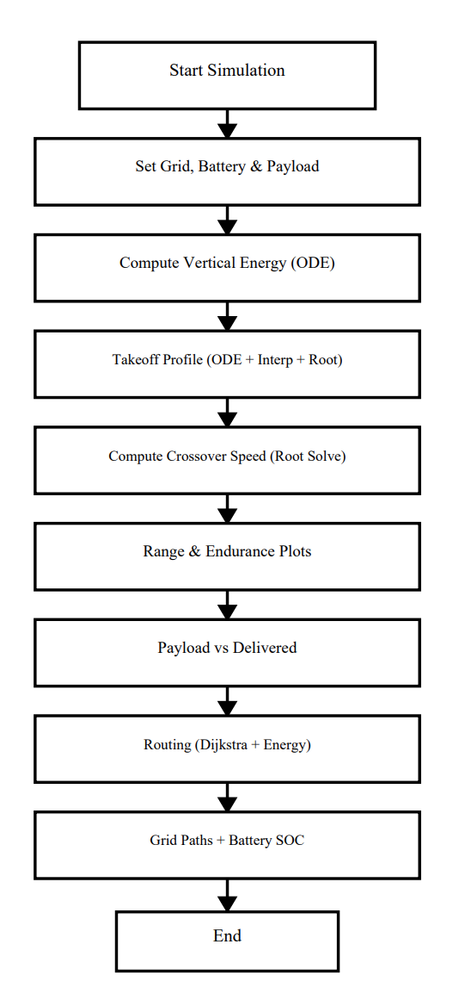 Start Simulation
Set Grid, Battery & Payload
Compute Vertical Energy (ODE)
Takeoff Profile (ODE + Interp + Root)
Compute Crossover Speed (Root Solve)
Range & Endurance Plots
Payload vs Delivered
Routing (Dijkstra + Energy)
Grid Paths + Battery SOC
End